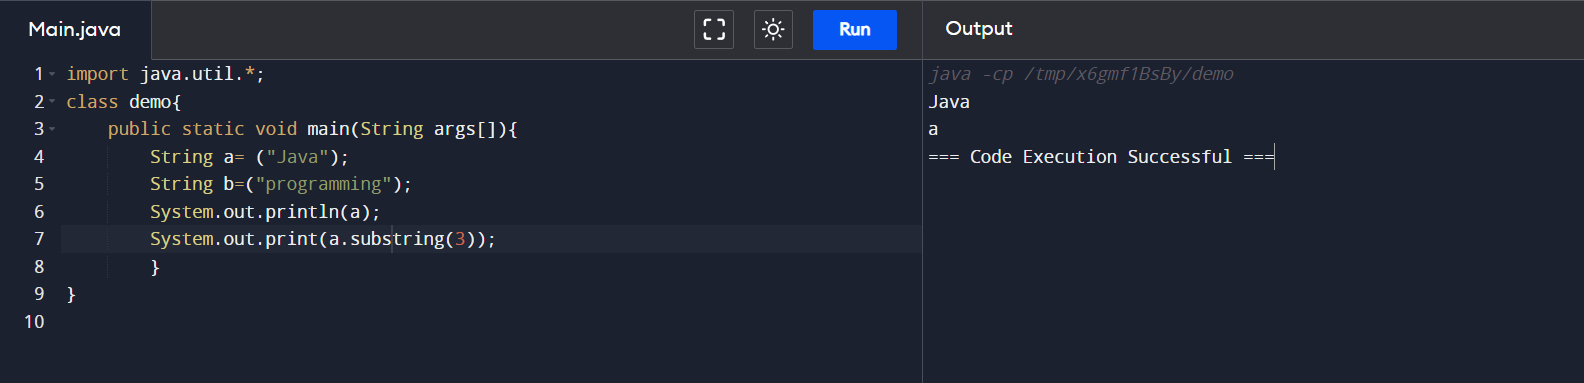 Main.java
Run
Output
1 import java.util.*;
2 class demo{
3 public static void main(String args[]){
4 String a= ("Java");
5 String b=("programming");
6 System.out.println(a);
7 System.out.print(a.substring(3));
8 }
9 }
10
java -cp /tmp/x6gmf1BsBy/demo
Java
a
=== Code Execution Successful ===